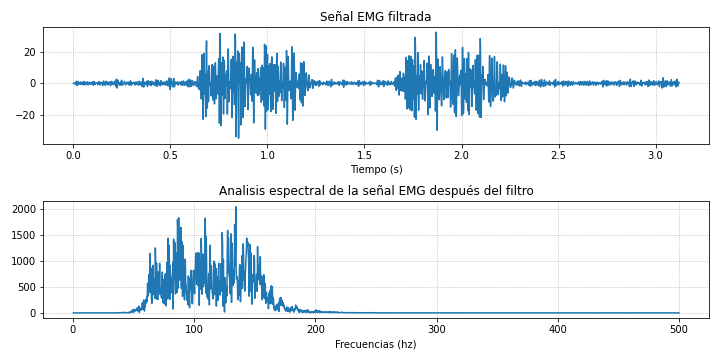 Señal EMG filtrada
20
0
−20
0.0 0.5 1.0 1.5 2.0 2.5 3.0
Tiempo (s)
Analisis espectral de la señal EMG después del filtro
2000
1500
1000
500
0
0 100 200 300 400 500
Frecuencias (hz)